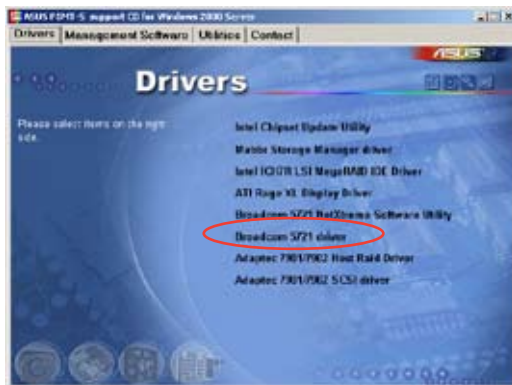 ASUS P8MT-S support CD for Windows 2000 Server
Drivers Management Software Utilities Contact
ASUS
Drivers
Please select items on the right side.
Intel Chipset Update Utility
Matrix Storage Manager driver
Intel ICH7R LSI MegaRAID IDE Driver
ATI Rage XL Display Driver
Broadcom 5721 NetXtreme Software Utility
Broadcom 5721 driver
Adaptec 7901/7902 Host Raid Driver
Adaptec 7901/7902 SCSI driver